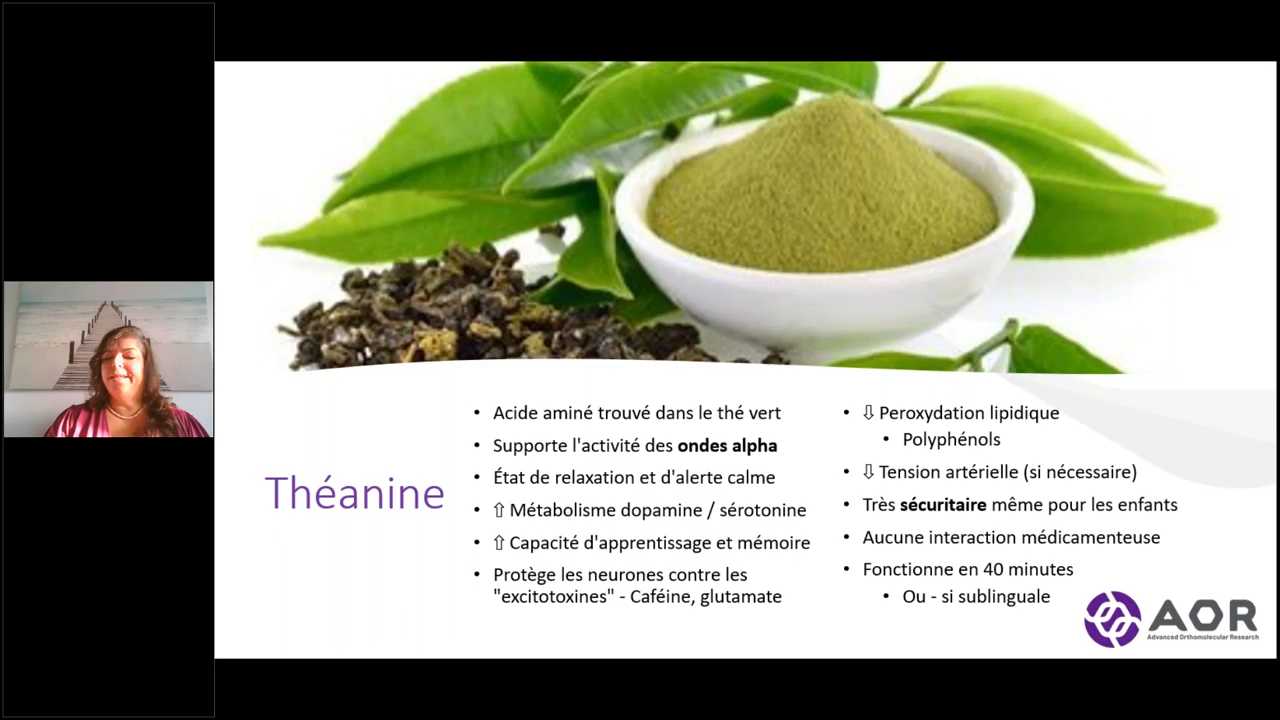 Théanine
• Acide aminé trouvé dans le thé vert
• Supporte l'activité des ondes alpha
• État de relaxation et d'alerte calme
• ⇧ Métabolisme dopamine / sérotonine
• ⇧ Capacité d'apprentissage et mémoire
• Protège les neurones contre les
"excitotoxines" - Caféine, glutamate
• ⇩ Peroxydation lipidique
• Polyphénols
• ⇩ Tension artérielle (si nécessaire)
• Très sécuritaire même pour les enfants
• Aucune interaction médicamenteuse
• Fonctionne en 40 minutes
• Ou - si sublinguale
AOR
Advanced Orthomolecular Research